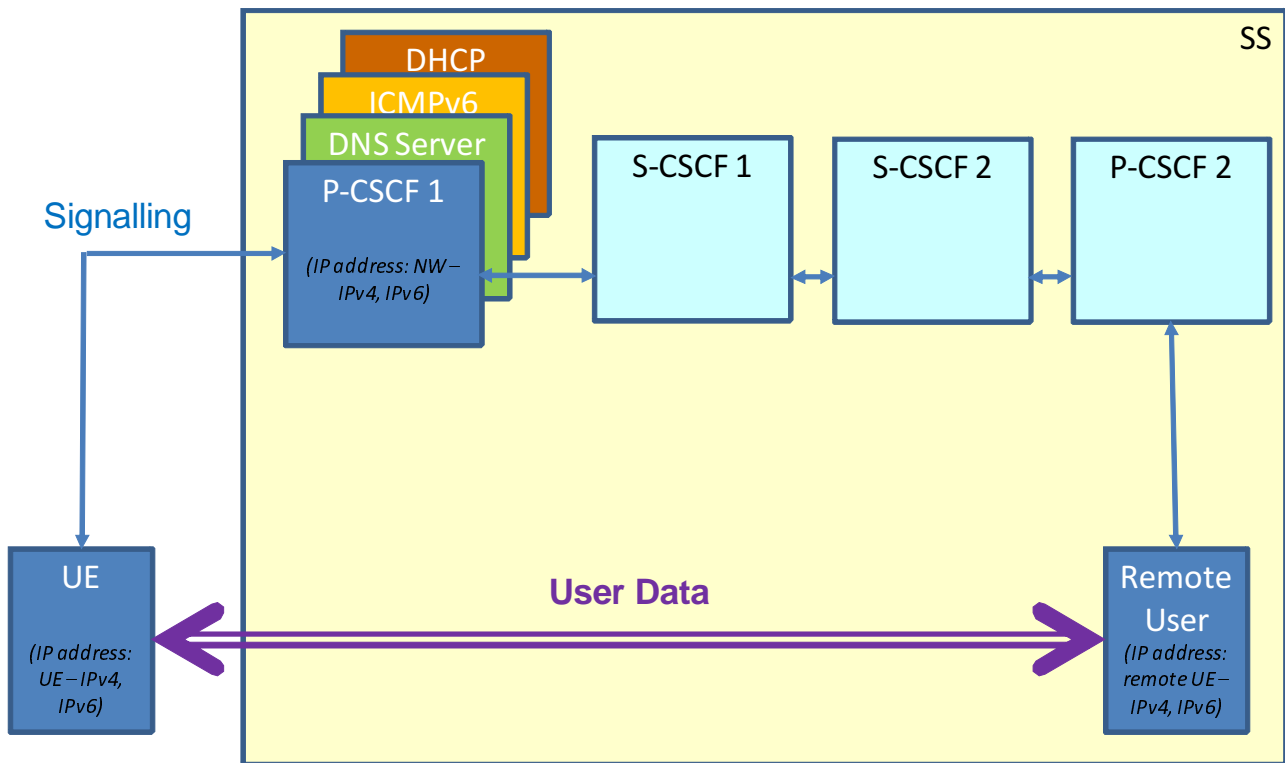 SS
DHCP
ICMPv6
DNS Server
P-CSCF 1
(IP address: NW–
IPv4, IPv6)
S-CSCF 1
S-CSCF 2
P-CSCF 2
Signalling
UE
(IP address:
UE–IPv4,
IPv6)
User Data
Remote
User
(IP address:
remote UE–
IPv4, IPv6)